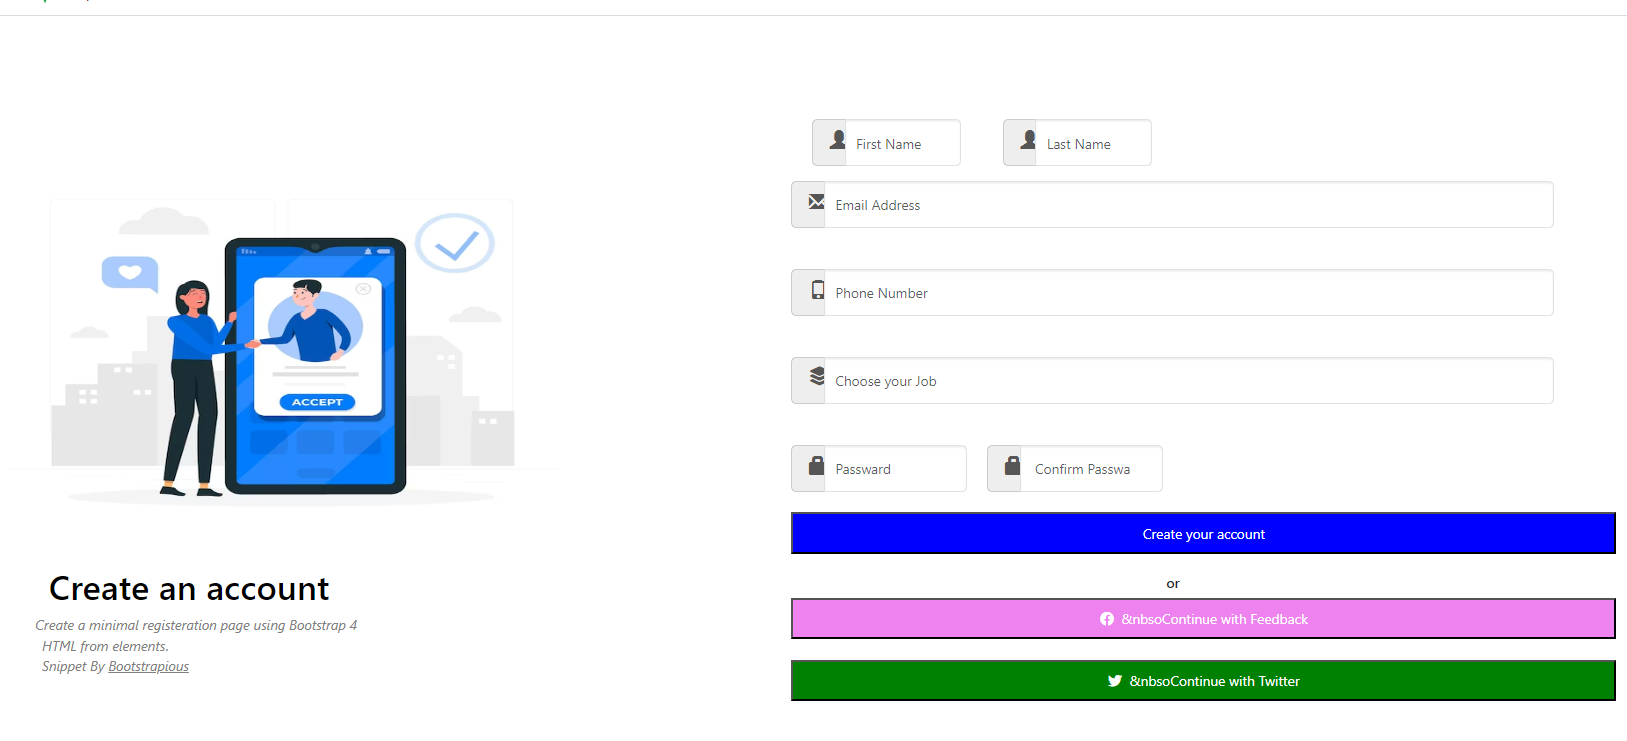 First Name
Last Name
Email Address
Phone Number
Choose your Job
Passward
Confirm Passwa
Create your account
or
&nbsoContinue with Feedback
&nbsoContinue with Twitter
ACCEPT
Create an account
Create a minimal registeration page using Bootstrap 4
HTML from elements.
Snippet By Bootstrapious